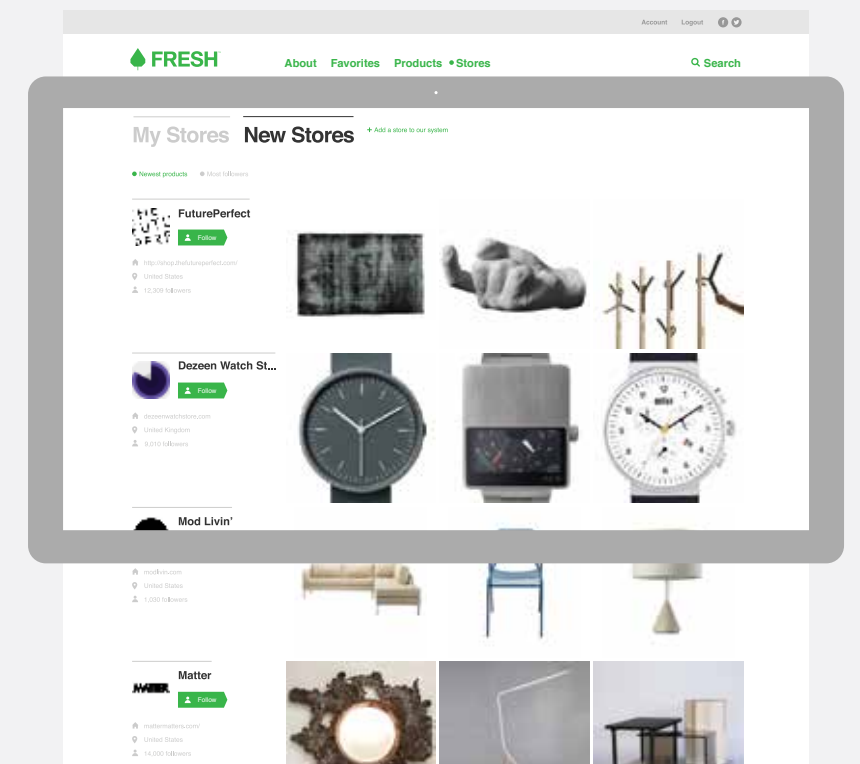 Account Logout
FRESH
About Favorites Products Stores
Search
My Stores New Stores + Add a store to our system
Newest products Most followers
FuturePerfect
Follow
http://shop.thefutureperfect.com/
United States
12,309 followers
Dezeen Watch St...
Follow
dezeenwatchstore.com
United Kingdom
8,010 followers
Mod Livin'
modlivin.com
United States
1,000 followers
Matter
MATTER
Follow
mattermatters.com/
United States
14,000 followers